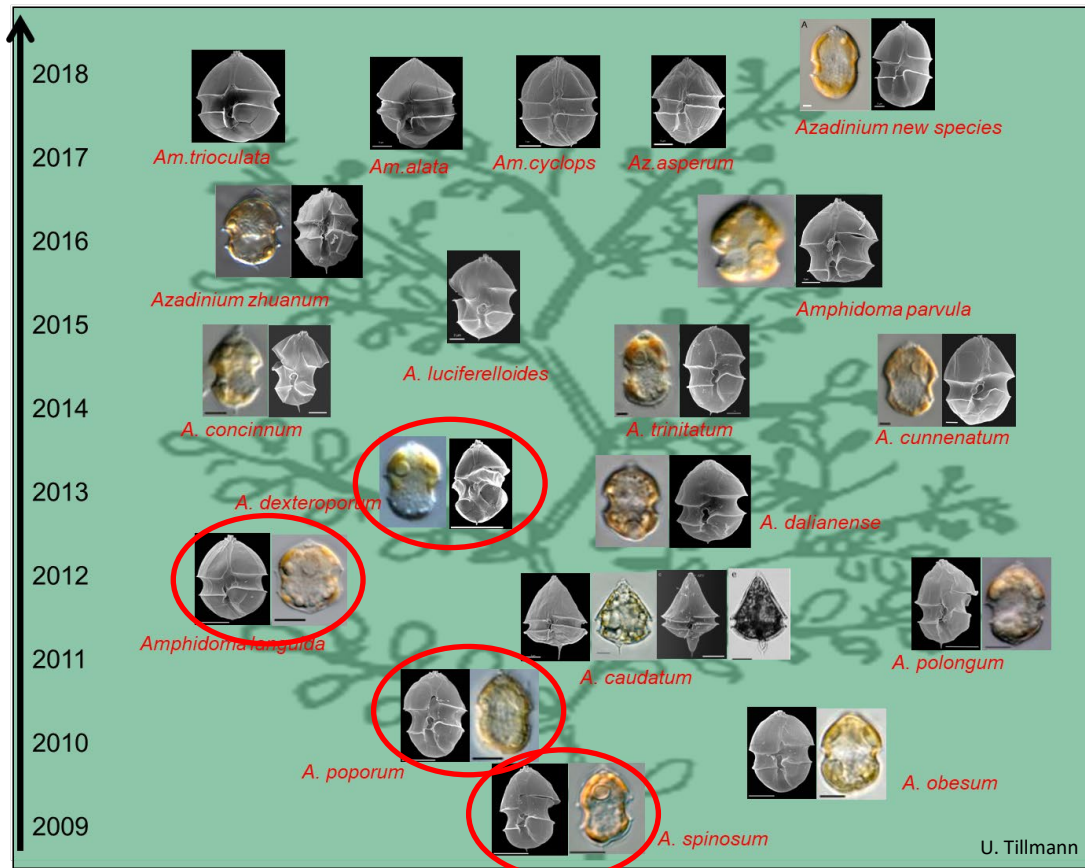 A
2018
Azadinium new species
Am.trioculata
Am.alata
Am.cyclops
Az.asperum
2017
2016
Azadinium zhuanum
Amphidoma parvula
2015
A. luciferelloides
2014
A. concinnum
A. trinitatum
A. cunnenatum
2013
A. dexteroporum
A. dalianense
2012
Amphidoma languida
2011
A. caudatum
A. polongum
e
2010
A. poporum
A. obesum
2009
A. spinosum
U. Tillmann